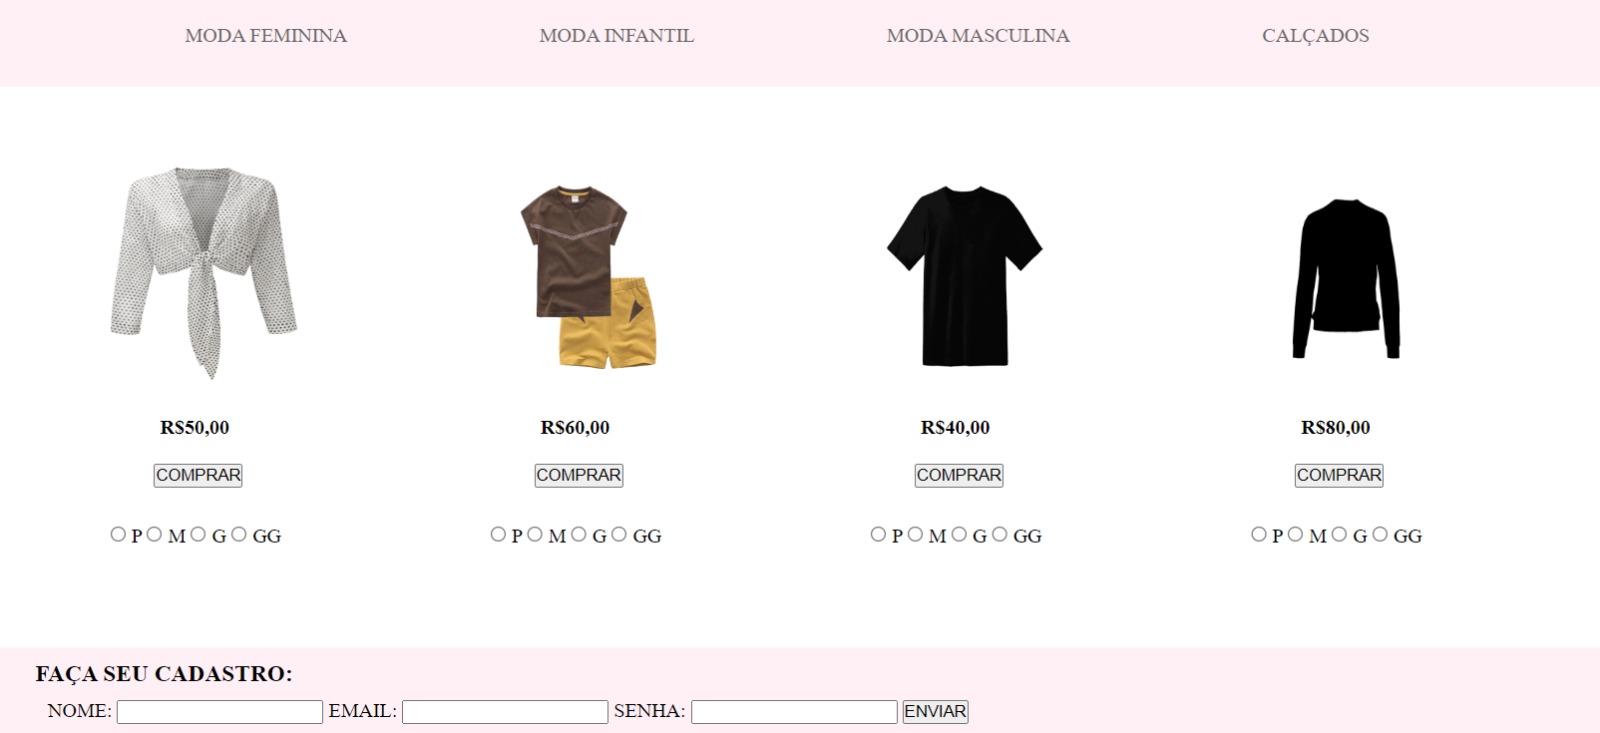 MODA FEMININA MODA INFANTIL MODA MASCULINA CALÇADOS
R$50,00 R$60,00 R$40,00 R$80,00
COMPRAR COMPRAR COMPRAR COMPRAR
P M G GG P M G GG P M G GG P M G GG
FAÇA SEU CADASTRO:
NOME: EMAIL: SENHA: ENVIAR